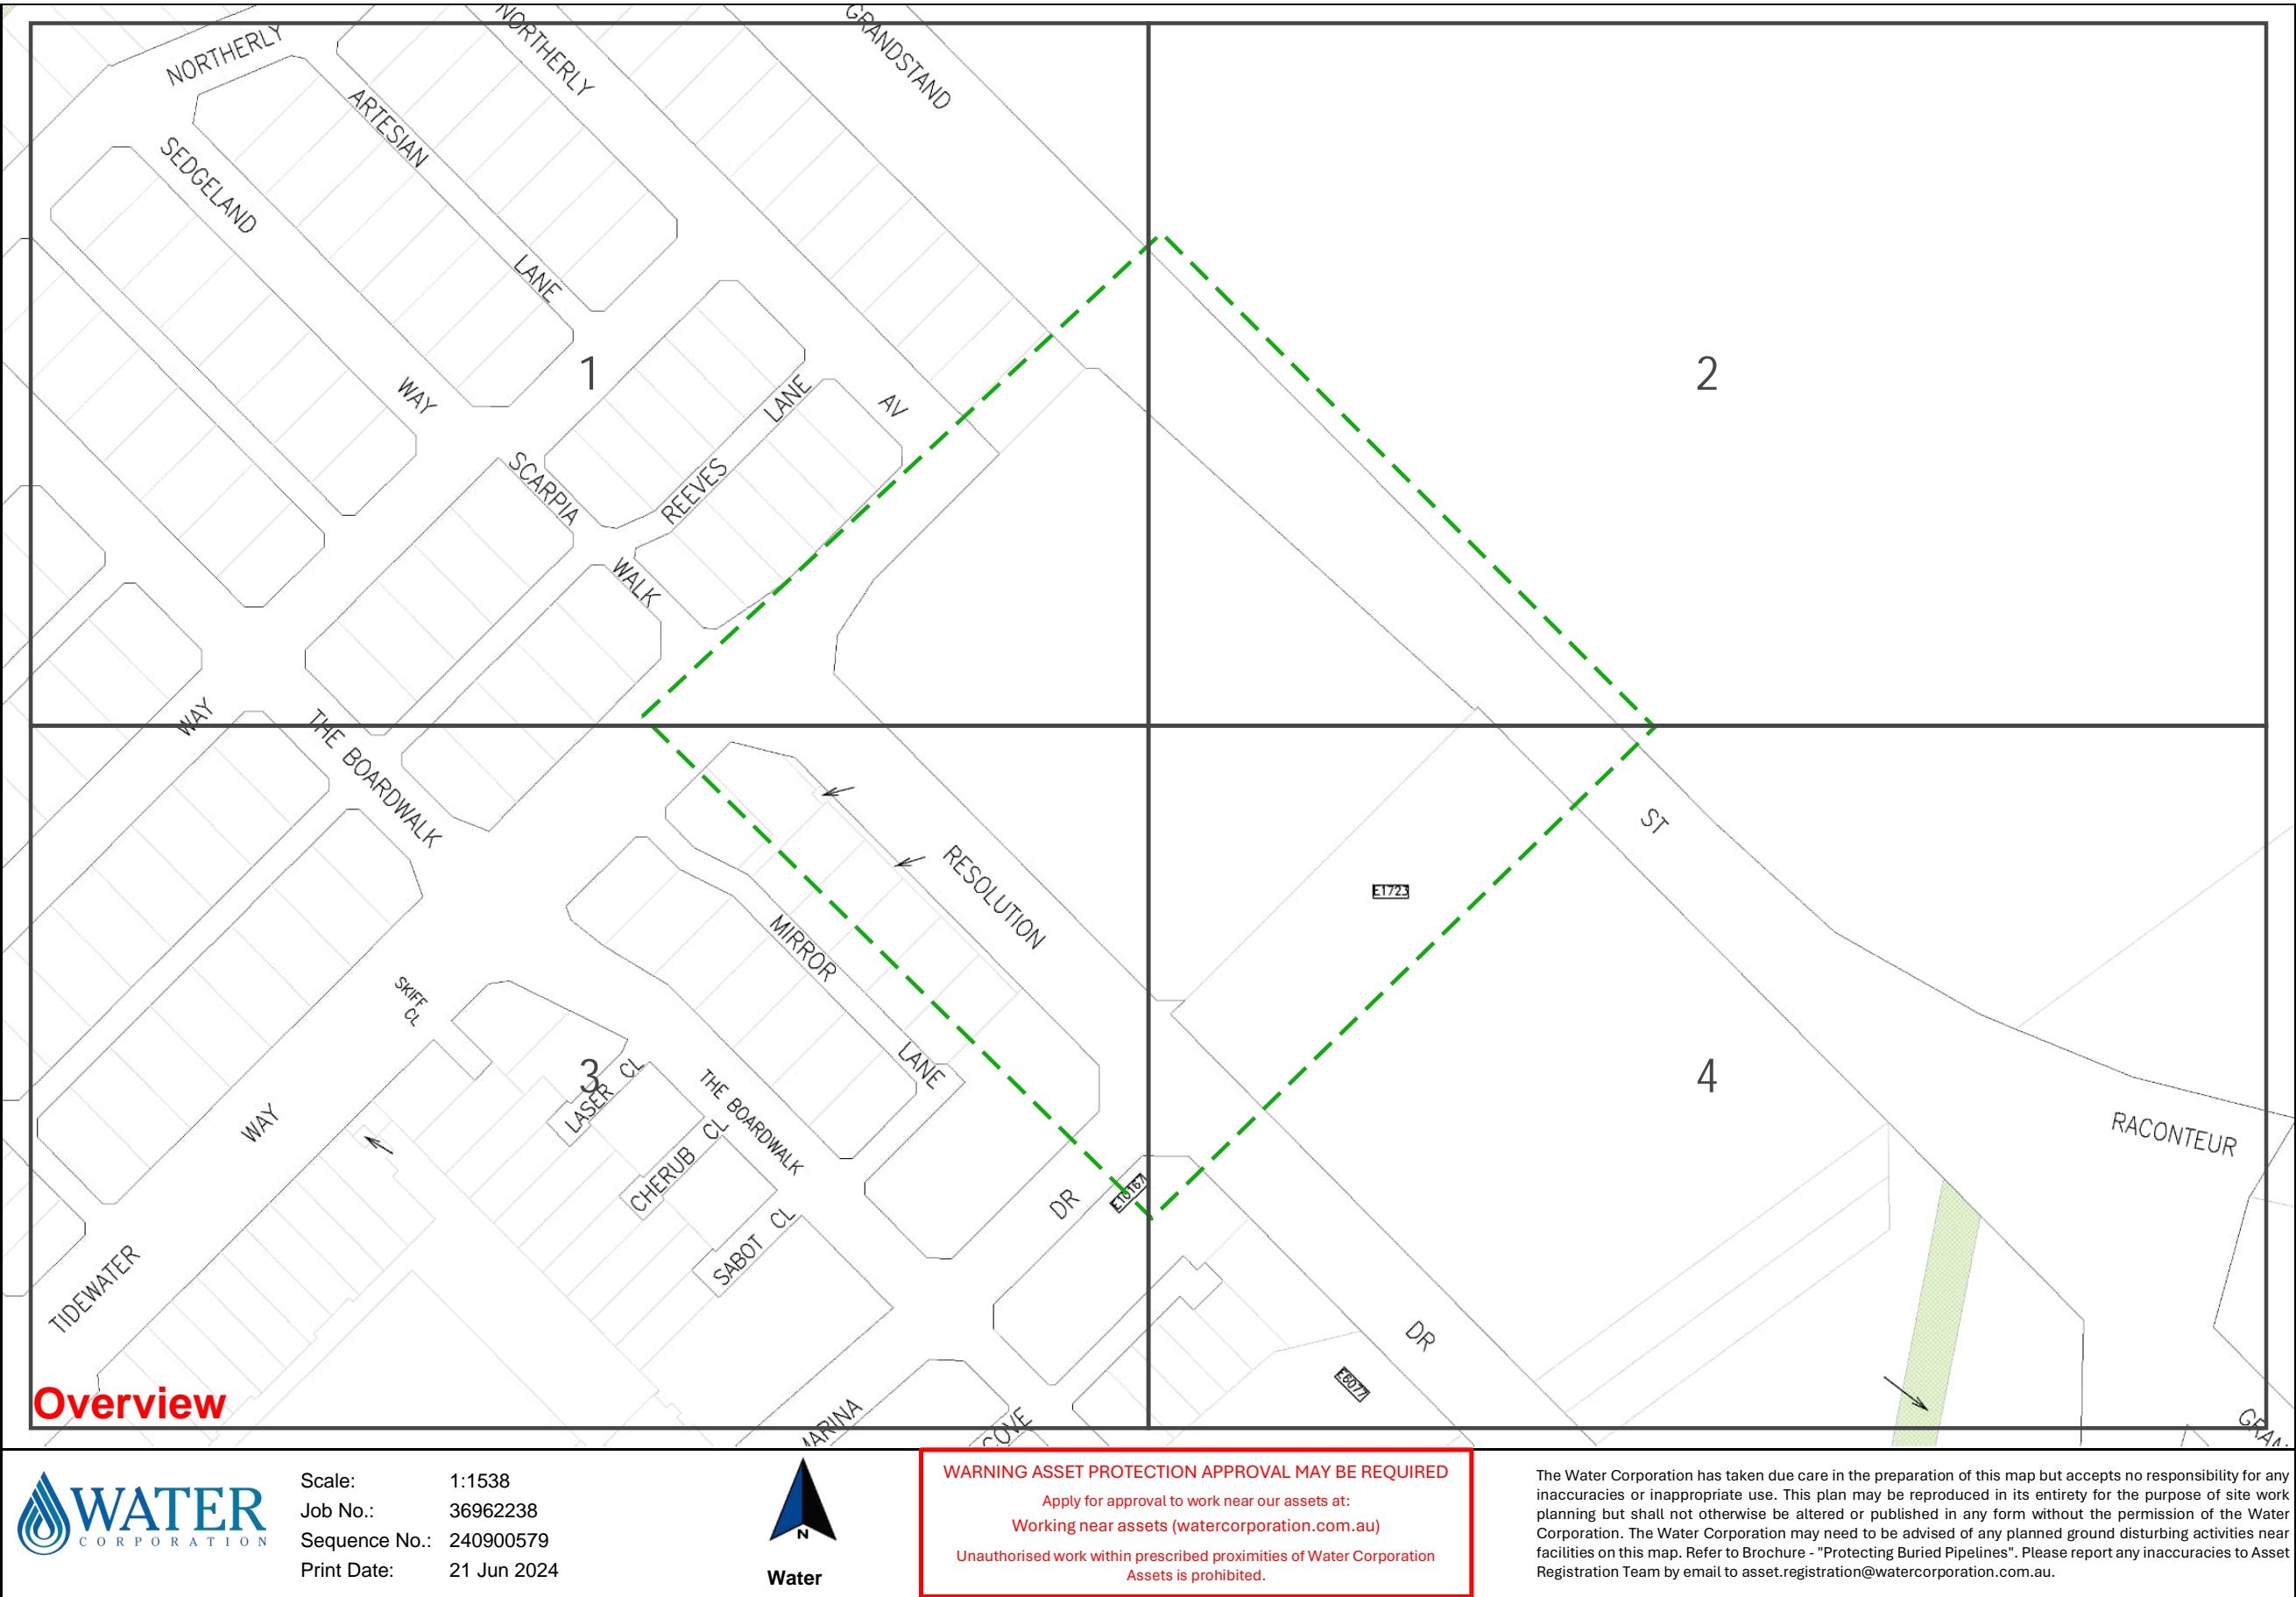 NORTHERLY
NORTHERLY
GRANDSTAND
ARTESIAN
SEDGELAND
LANE
1
2
WAY
LANE
AV
SCARPIA
REEVES
WALK
WAY
THE BOARDWALK
ST
RESOLUTION
E1723
MIRROR
SKIFF
CL
LANE
3
LASER CL
THE BOARDWALK
4
WAY
CHERUB CL
RACONTEUR
DR
E10167
SABOT CL
TIDEWATER
DR
E6077
Overview
MARINA
COVE
GRAN
WATER
CORPORATION
Scale: 1:1538
Job No.: 36962238
Sequence No.: 240900579
Print Date: 21 Jun 2024
N
Water
WARNING ASSET PROTECTION APPROVAL MAY BE REQUIRED
Apply for approval to work near our assets at:
Working near assets (watercorporation.com.au)
Unauthorised work within prescribed proximities of Water Corporation
Assets is prohibited.
The Water Corporation has taken due care in the preparation of this map but accepts no responsibility for any
inaccuracies or inappropriate use. This plan may be reproduced in its entirety for the purpose of site work
planning but shall not otherwise be altered or published in any form without the permission of the Water
Corporation. The Water Corporation may need to be advised of any planned ground disturbing activities near
facilities on this map. Refer to Brochure - "Protecting Buried Pipelines". Please report any inaccuracies to Asset
Registration Team by email to asset.registration@watercorporation.com.au.